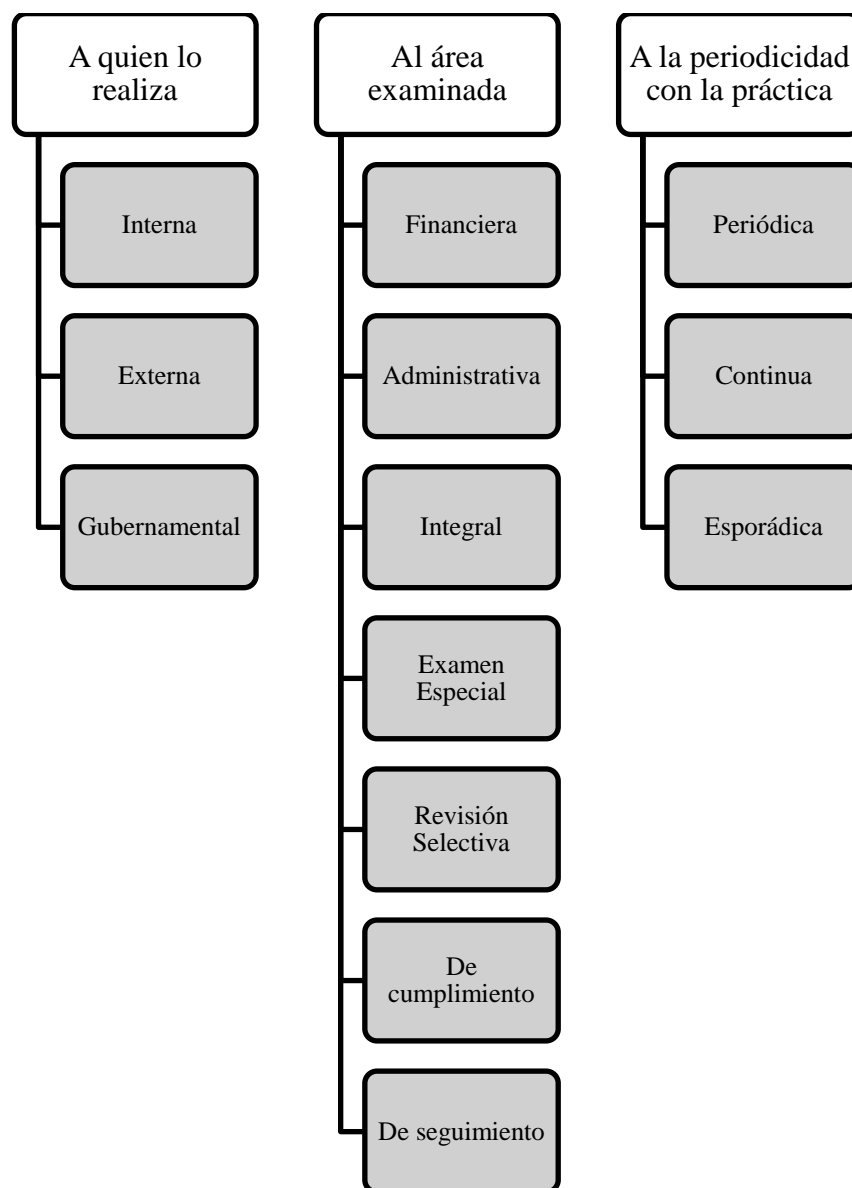 A quien lo
realiza
Interna
Externa
Gubernamental
Al área
examinada
Financiera
Administrativa
Integral
Examen
Especial
Revisión
Selectiva
De
cumplimiento
De seguimiento
A la periodicidad
con la práctica
Periódica
Continua
Esporádica